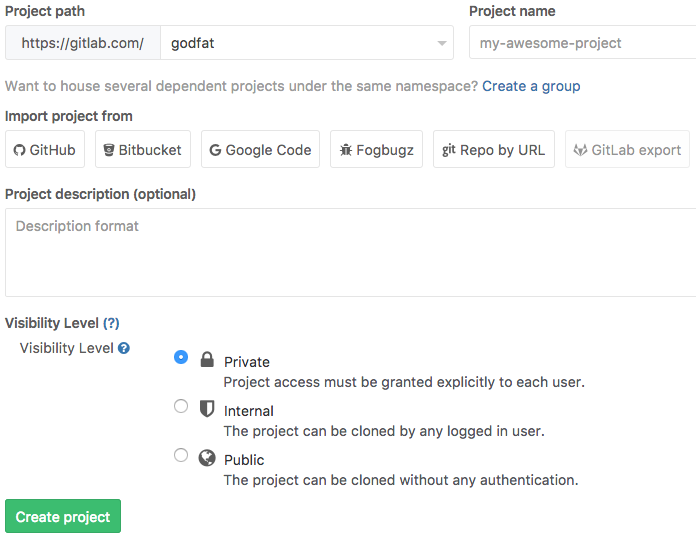 Project path Project name
https://gitlab.com/ godfat my-awesome-project
Want to house several dependent projects under the same namespace? Create a group
Import project from
GitHub Bitbucket Google Code Fogbugz git Repo by URL GitLab export
Project description (optional)
Description format
Visibility Level (?)
Visibility Level ?
Private
Project access must be granted explicitly to each user.
Internal
The project can be cloned by any logged in user.
Public
The project can be cloned without any authentication.
Create project